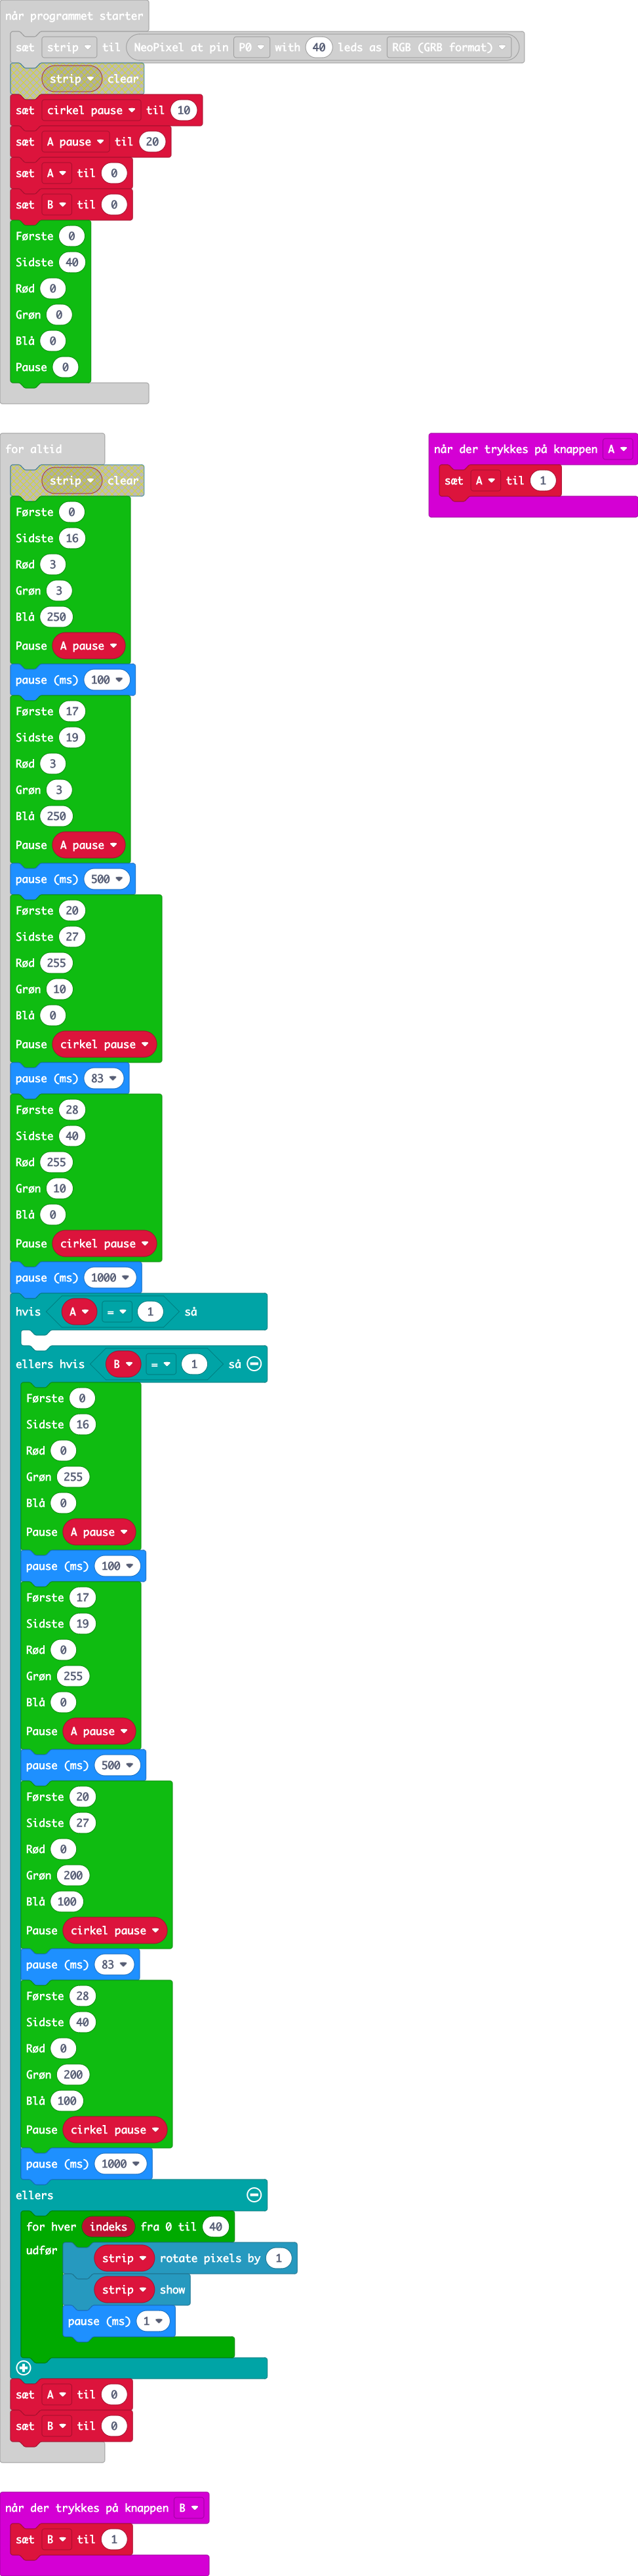 når programmet starter
sæt strip til NeoPixel at pin P0 with 40 leds as RGB (GRB format)
strip clear
sæt cirkel pause til 10
sæt A pause til 20
sæt A til 0
sæt B til 0
Første 0
Sidste 40
Rød 0
Grøn 0
Blå 0
Pause 0
for altid
strip clear
Første 0
Sidste 16
Rød 3
Grøn 3
Blå 250
Pause A pause
pause (ms) 100
Første 17
Sidste 19
Rød 3
Grøn 3
Blå 250
Pause A pause
pause (ms) 500
Første 20
Sidste 27
Rød 255
Grøn 10
Blå 0
Pause cirkel pause
pause (ms) 83
Første 28
Sidste 40
Rød 255
Grøn 10
Blå 0
Pause cirkel pause
pause (ms) 1000
hvis A = 1 så
ellers hvis B = 1 så
Første 0
Sidste 16
Rød 0
Grøn 255
Blå 0
Pause A pause
pause (ms) 100
Første 17
Sidste 19
Rød 0
Grøn 255
Blå 0
Pause A pause
pause (ms) 500
Første 20
Sidste 27
Rød 0
Grøn 200
Blå 100
Pause cirkel pause
pause (ms) 83
Første 28
Sidste 40
Rød 0
Grøn 200
Blå 100
Pause cirkel pause
pause (ms) 1000
ellers
for hver indeks fra 0 til 40
udfør strip rotate pixels by 1
strip show
pause (ms) 1
sæt A til 0
sæt B til 0
når der trykkes på knappen A
sæt A til 1
når der trykkes på knappen B
sæt B til 1